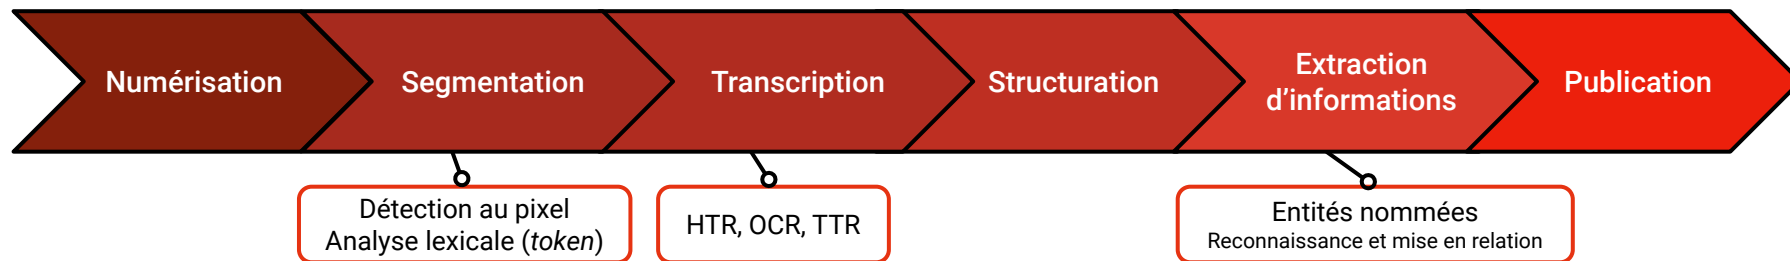 Numérisation
Segmentation
Transcription
Structuration
Extraction
d’informations
Publication
Détection au pixel
Analyse lexicale (token)
HTR, OCR, TTR
Entités nommées
Reconnaissance et mise en relation